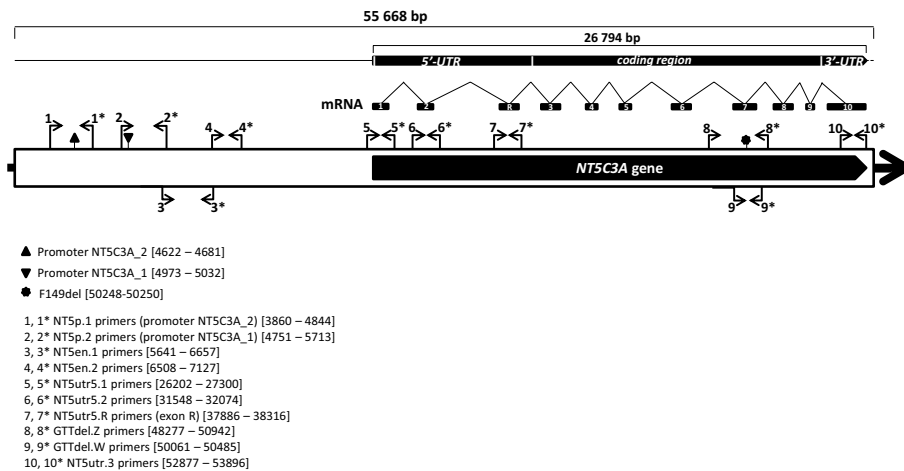 55 668 bp
26 794 bp
5'-UTR coding region 3'-UTR
mRNA 1 2 R 3 4 5 6 7 8 9 10
1 1* 2 2* 4 4* 5 5* 6 6* 7 7* 8 8* 10 10*
NT5C3A gene
3 3* 9 9*
▲ Promoter NT5C3A_2 [4622 – 4681]
▼ Promoter NT5C3A_1 [4973 – 5032]
F149del [50248-50250]
1, 1* NT5p.1 primers (promoter NT5C3A_2) [3860 – 4844]
2, 2* NT5p.2 primers (promoter NT5C3A_1) [4751 – 5713]
3, 3* NT5en.1 primers [5641 – 6657]
4, 4* NT5en.2 primers [6508 – 7127]
5, 5* NT5utr5.1 primers [26202 – 27300]
6, 6* NT5utr5.2 primers [31548 – 32074]
7, 7* NT5utr5.R primers (exon R) [37886 – 38316]
8, 8* GTTdel.Z primers [48277 – 50942]
9, 9* GTTdel.W primers [50061 – 50485]
10, 10* NT5utr.3 primers [52877 – 53896]